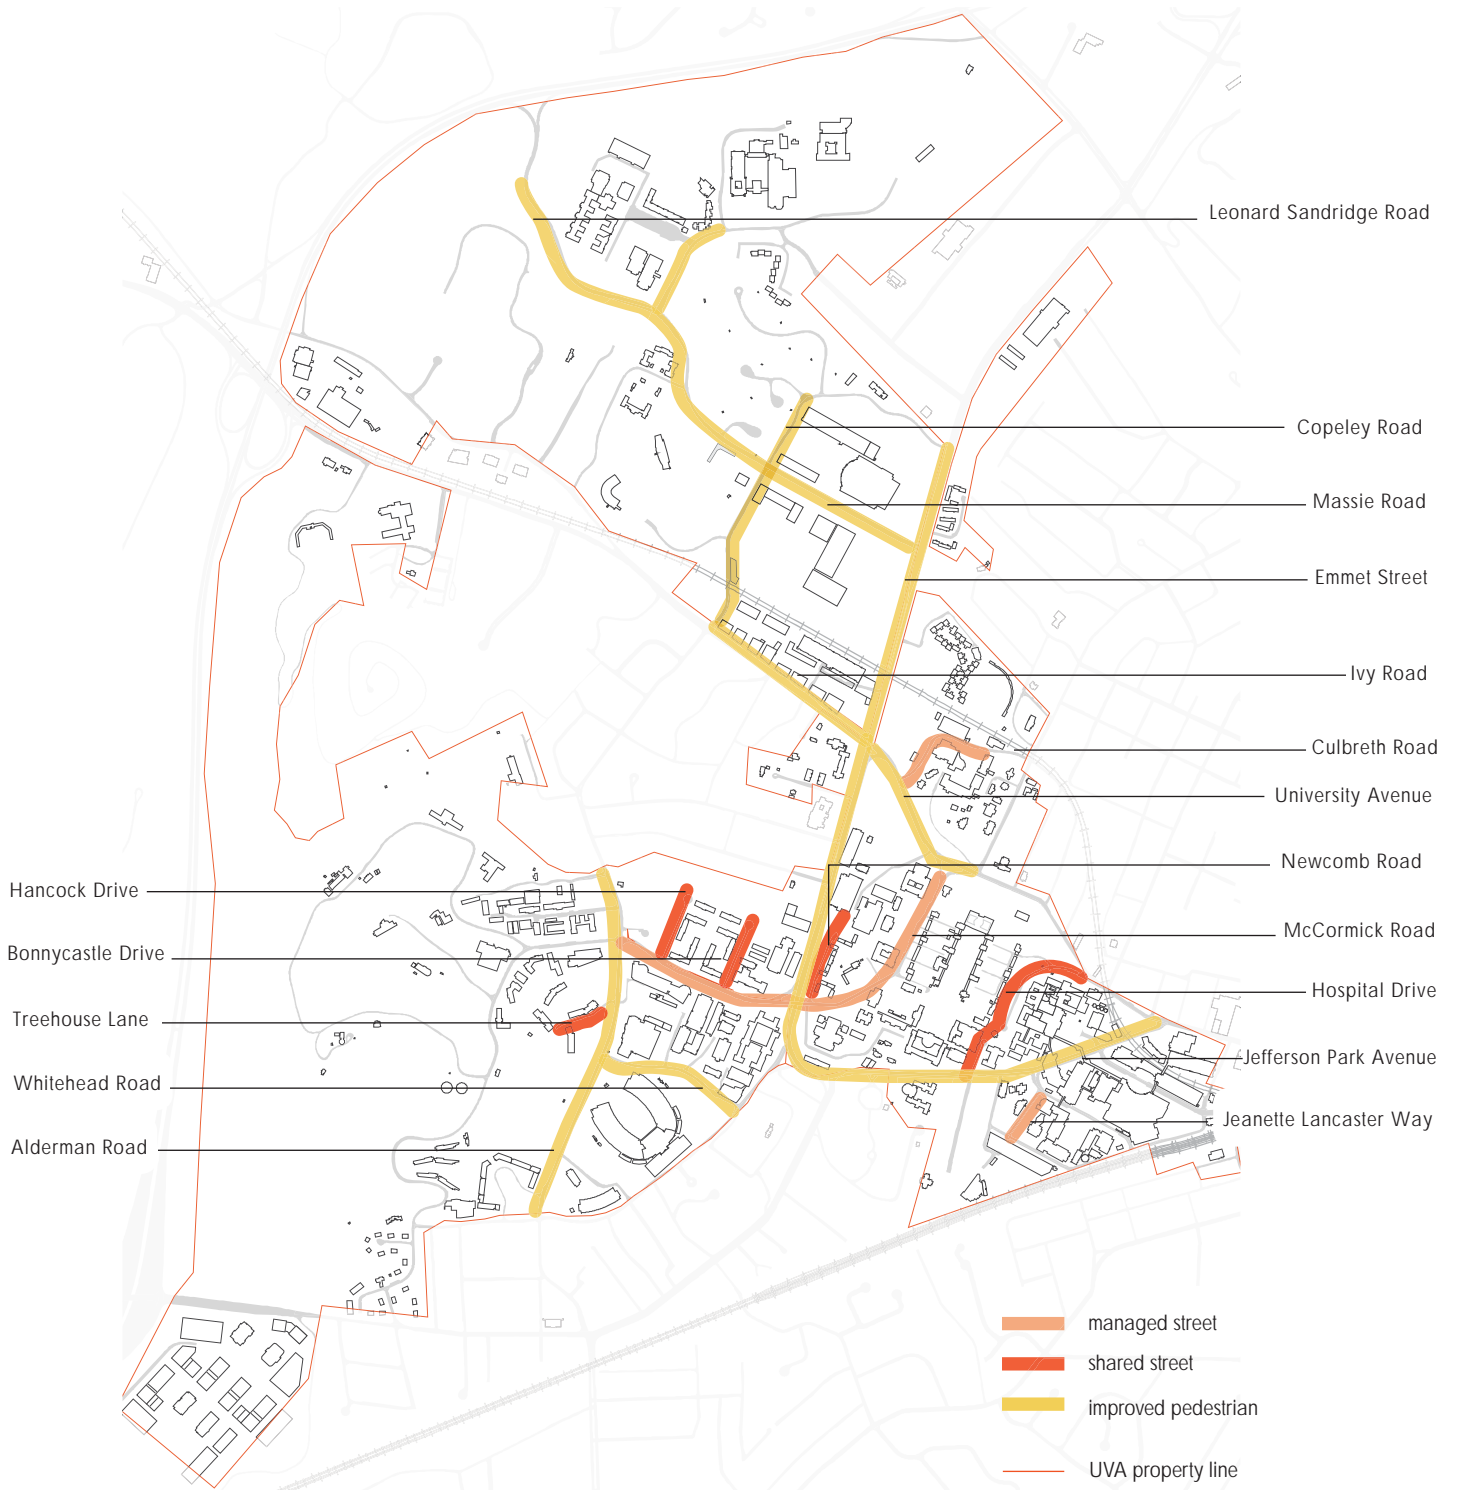 Leonard Sandridge Road
Copeley Road
Massie Road
Emmet Street
Ivy Road
Culbreth Road
University Avenue
Newcomb Road
Hancock Drive
McCormick Road
Bonnycastle Drive
Hospital Drive
Treehouse Lane
Jefferson Park Avenue
Whitehead Road
Jeanette Lancaster Way
Alderman Road
managed street
shared street
improved pedestrian
UVA property line